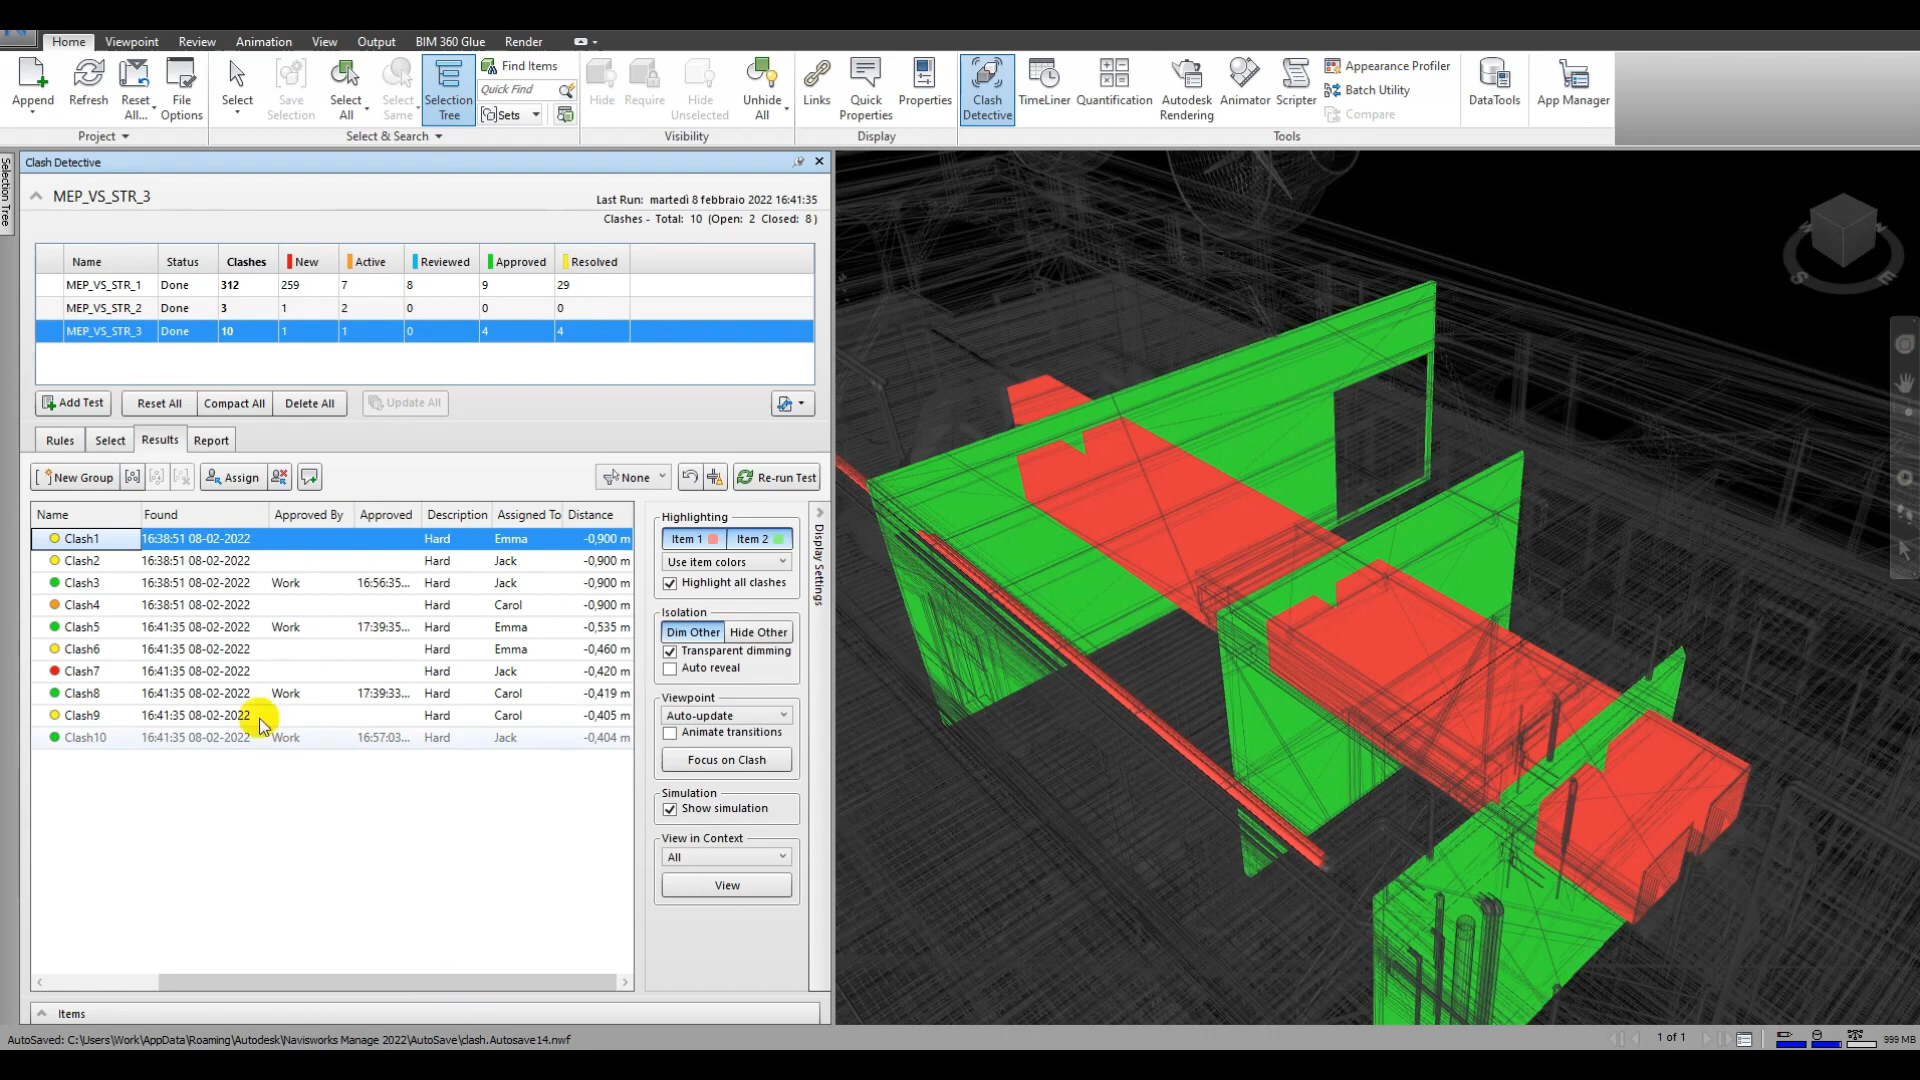 Home Viewpoint Review Animation View Output BIM 360 Glue Render
Append Refresh Reset All... File Options Select Save Selection Select All Select Same Selection Tree Find Items Quick Find Sets Hide Require Hide Unselected Unhide All Links Quick Properties Properties Clash Detective TimeLiner Quantification Autodesk Rendering Animator Scripter Appearance Profiler Batch Utility Compare DataTools App Manager
Project Select & Search Visibility Display Tools
Selection Tree
Clash Detective
MEP_VS_STR_3
Last Run: martedì 8 febbraio 2022 16:41:35
Clashes - Total: 10 (Open: 2 Closed: 8)
Name Status Clashes New Active Reviewed Approved Resolved
MEP_VS_STR_1 Done 312 259 7 8 9 29
MEP_VS_STR_2 Done 3 1 2 0 0 0
MEP_VS_STR_3 Done 10 1 1 0 4 4
Add Test Reset All Compact All Delete All Update All
Rules Select Results Report
New Group Assign None Re-run Test
Name Found Approved By Approved Description Assigned To Distance
Clash1 16:38:51 08-02-2022 Hard Emma -0,900 m
Clash2 16:38:51 08-02-2022 Hard Jack -0,900 m
Clash3 16:38:51 08-02-2022 Work 16:56:35... Hard Jack -0,900 m
Clash4 16:38:51 08-02-2022 Hard Carol -0,900 m
Clash5 16:41:35 08-02-2022 Work 17:39:35... Hard Emma -0,535 m
Clash6 16:41:35 08-02-2022 Hard Emma -0,460 m
Clash7 16:41:35 08-02-2022 Hard Jack -0,420 m
Clash8 16:41:35 08-02-2022 Work 17:39:33... Hard Carol -0,419 m
Clash9 16:41:35 08-02-2022 Hard Carol -0,405 m
Clash10 16:41:35 08-02-2022 Work 16:57:03... Hard Jack -0,404 m
Highlighting
Item 1 Item 2
Use item colors
Highlight all clashes
Isolation
Dim Other Hide Other
Transparent dimming
Auto reveal
Viewpoint
Auto-update
Animate transitions
Focus on Clash
Simulation
Show simulation
View in Context
All
View
Display Settings
Items
S E
AutoSaved: C:\Users\Work\AppData\Roaming\Autodesk\Navisworks Manage 2022\AutoSave\clash.Autosave14.nwf
1 of 1
999 MB